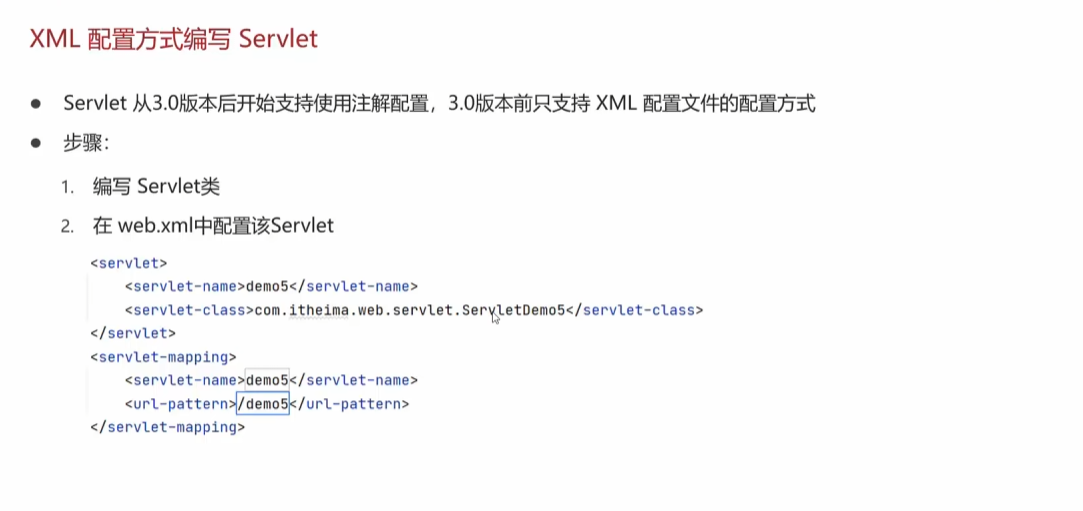 XML 配置方式编写 Servlet
● Servlet 从3.0版本后开始支持使用注解配置，3.0版本前只支持 XML 配置文件的配置方式
● 步骤：
1. 编写 Servlet类
2. 在 web.xml中配置该Servlet
<servlet>
    <servlet-name>demo5</servlet-name>
    <servlet-class>com.itheima.web.servlet.ServletDemo5</servlet-class>
</servlet>
<servlet-mapping>
    <servlet-name>demo5</servlet-name>
    <url-pattern>/demo5</url-pattern>
</servlet-mapping>